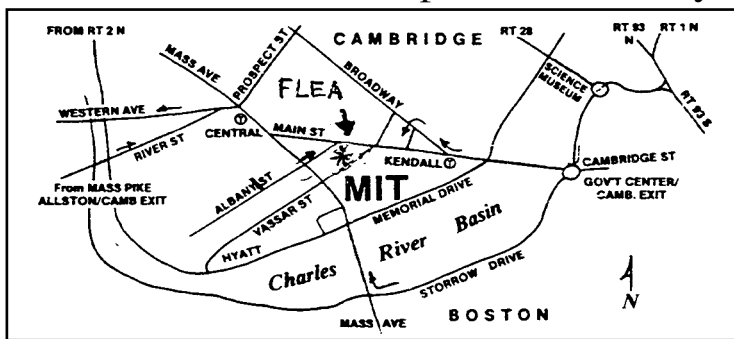 FROM RT 2 N
MASS AVE
PROSPECT ST
CAMBRIDGE
RT 28
RT 93
N
RT 1 N
SCIENCE
MUSEUM
RT 93 S
BROADWAY
FLEA
WESTERN AVE
CENTRAL
MAIN ST
RIVER ST
KENDALL
CAMBRIDGE ST
From MASS PIKE
ALLSTON/CAMB EXIT
ALBANY ST
MIT
GOV'T CENTER/
CAMB. EXIT
VASSAR ST
MEMORIAL DRIVE
HYATT
Charles River Basin
STORROW DRIVE
N
MASS AVE
BOSTON